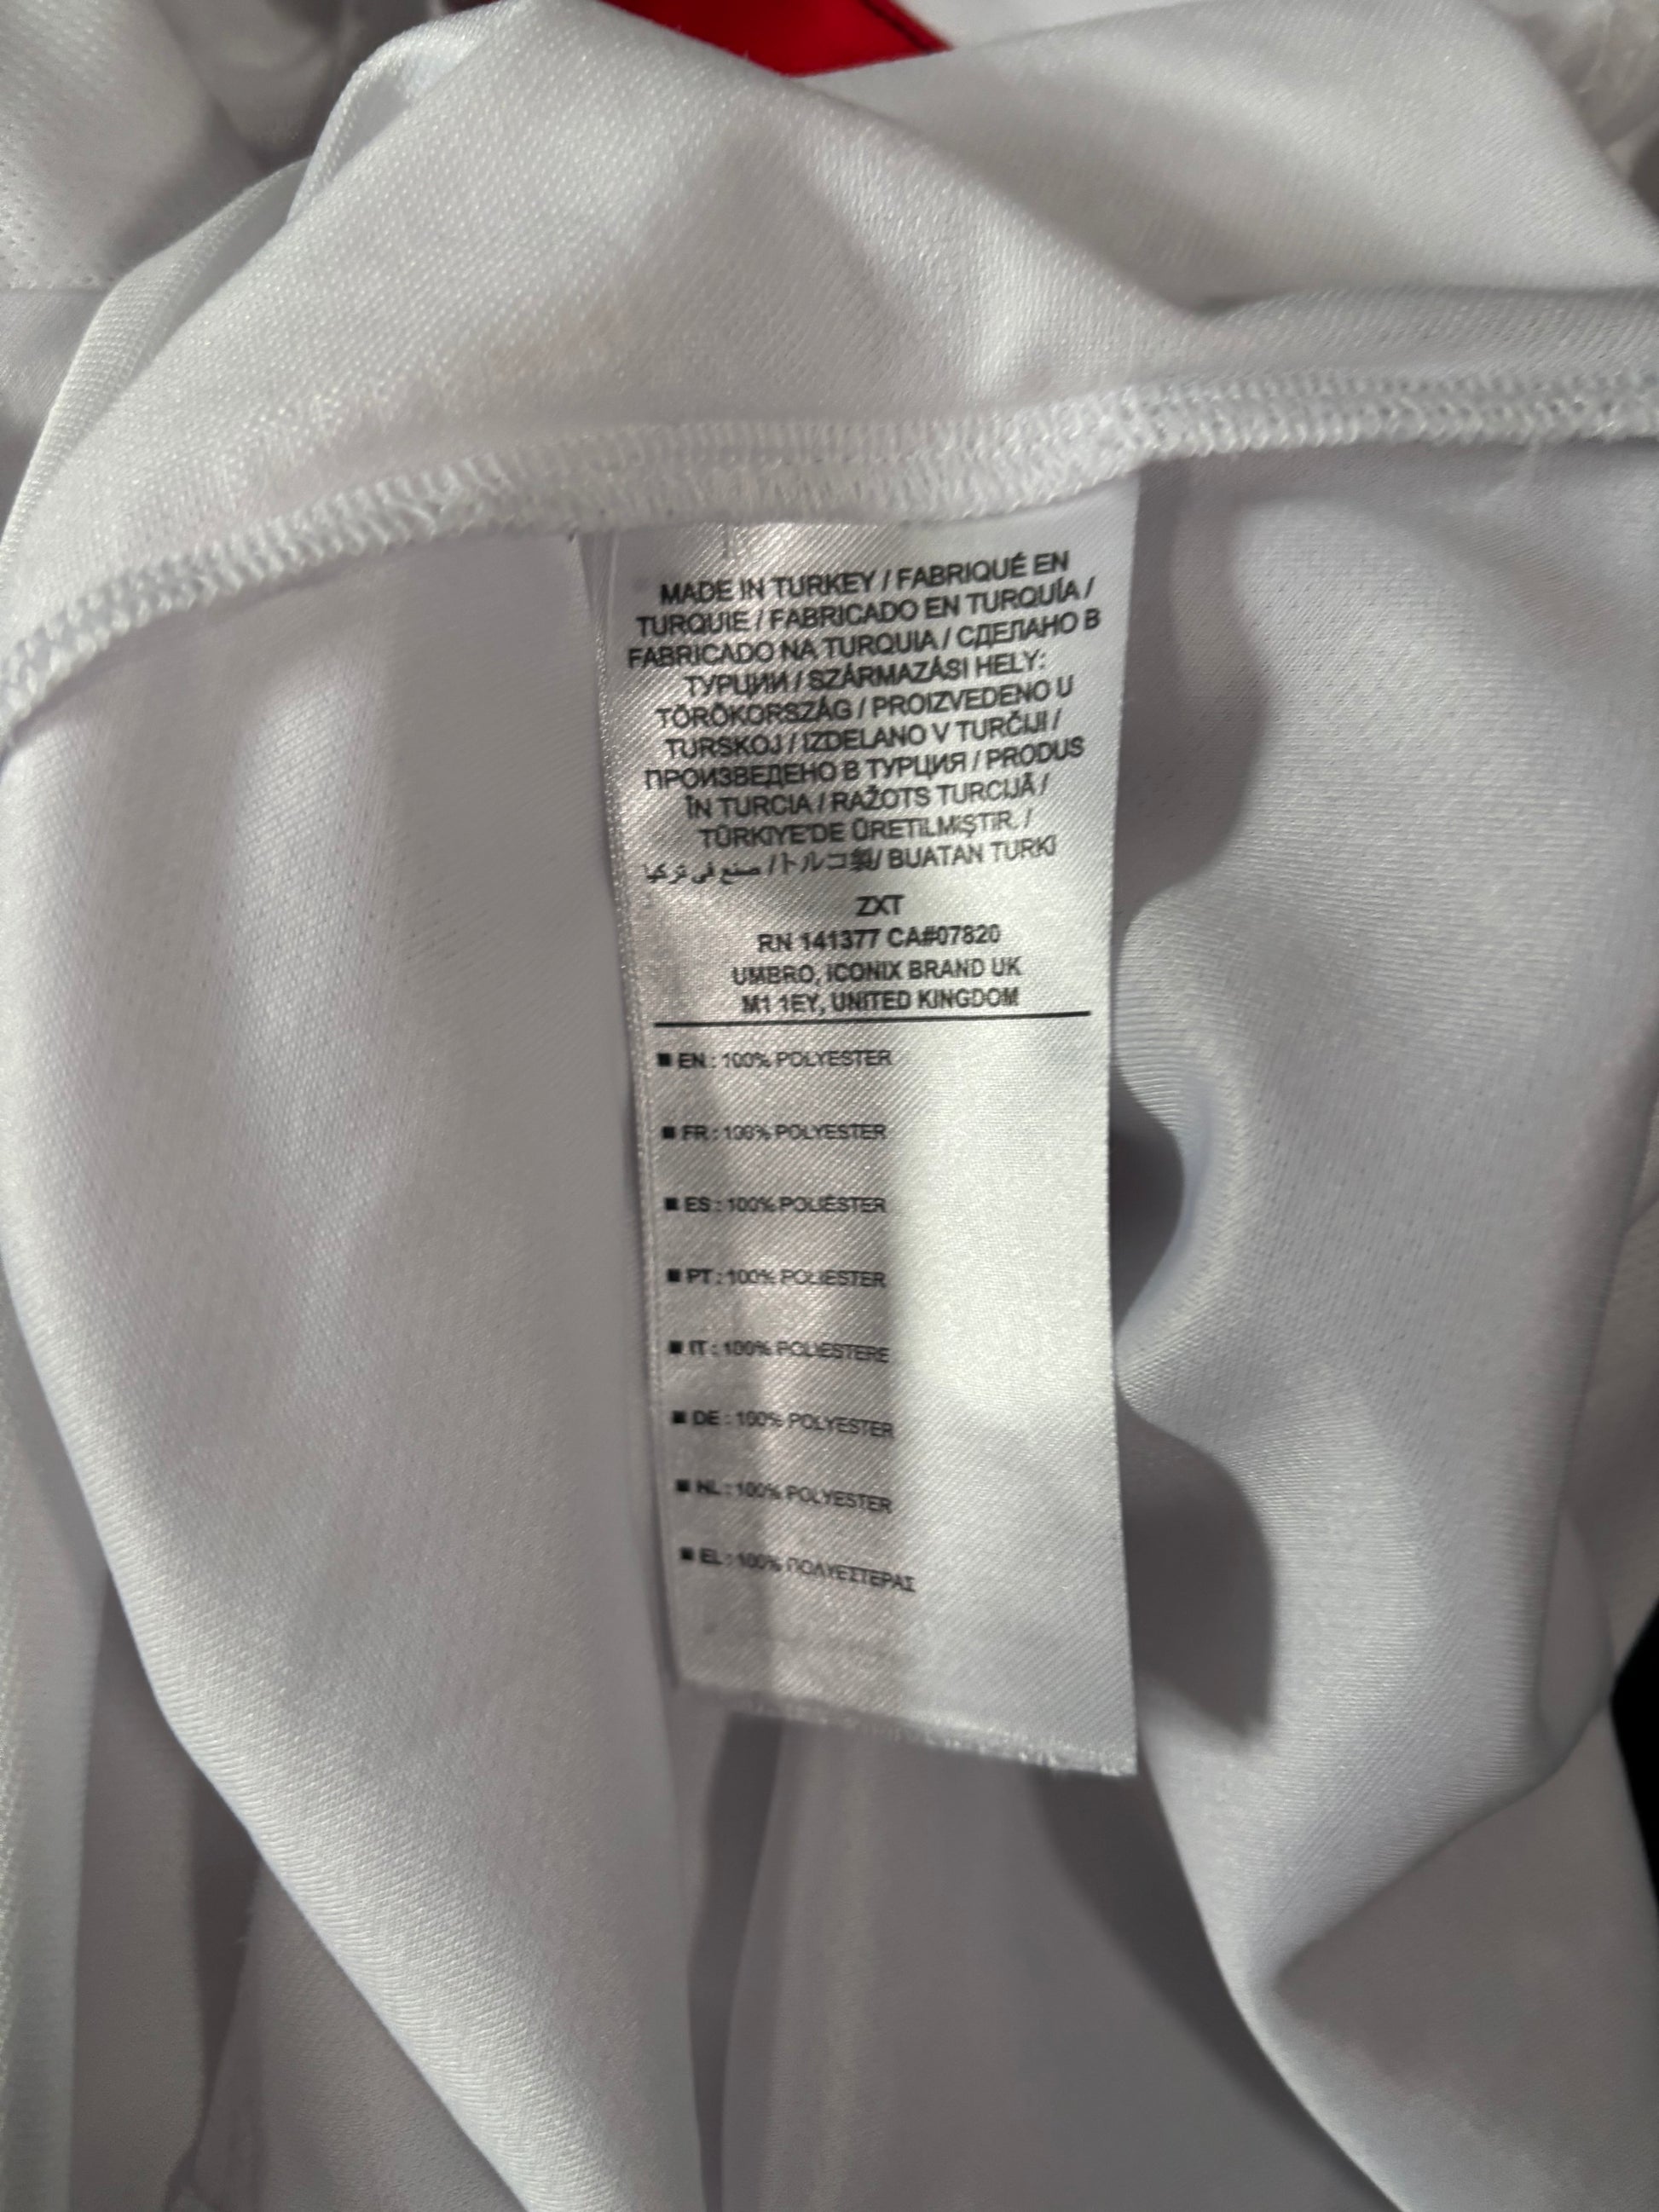 MADE IN TURKEY / FABRIQUÉ EN
TURQUIE / FABRICADO EN TURQUÍA /
FABRICADO NA TURQUIA / СДЕЛАНО В
ТУРЦИИ / SZÁRMAZÁSI HELY:
TÖRÖKORSZÁG / PROIZVEDENO U
TURSKOJ / IZDELANO V TURČIJI /
ПРОИЗВЕДЕНО В ТУРЦИЯ / PRODUS
ÎN TURCIA / RAŽOTS TURCIJĀ /
TÜRKİYE'DE ÜRETİLMİŞTİR. /
صنع في تركيا /トルコ製/ BUATAN TURKI
ZXT
RN 141377 CA#07820
UMBRO, ICONIX BRAND UK
M1 1EY, UNITED KINGDOM
■ EN : 100% POLYESTER
■ FR : 100% POLYESTER
■ ES : 100% POLIÉSTER
■ PT : 100% POLIÉSTER
■ IT : 100% POLIESTERE
■ DE : 100% POLYESTER
■ NL : 100% POLYESTER
■ EL : 100% ΠΟΛΥΕΣΤΕΡΑΣ